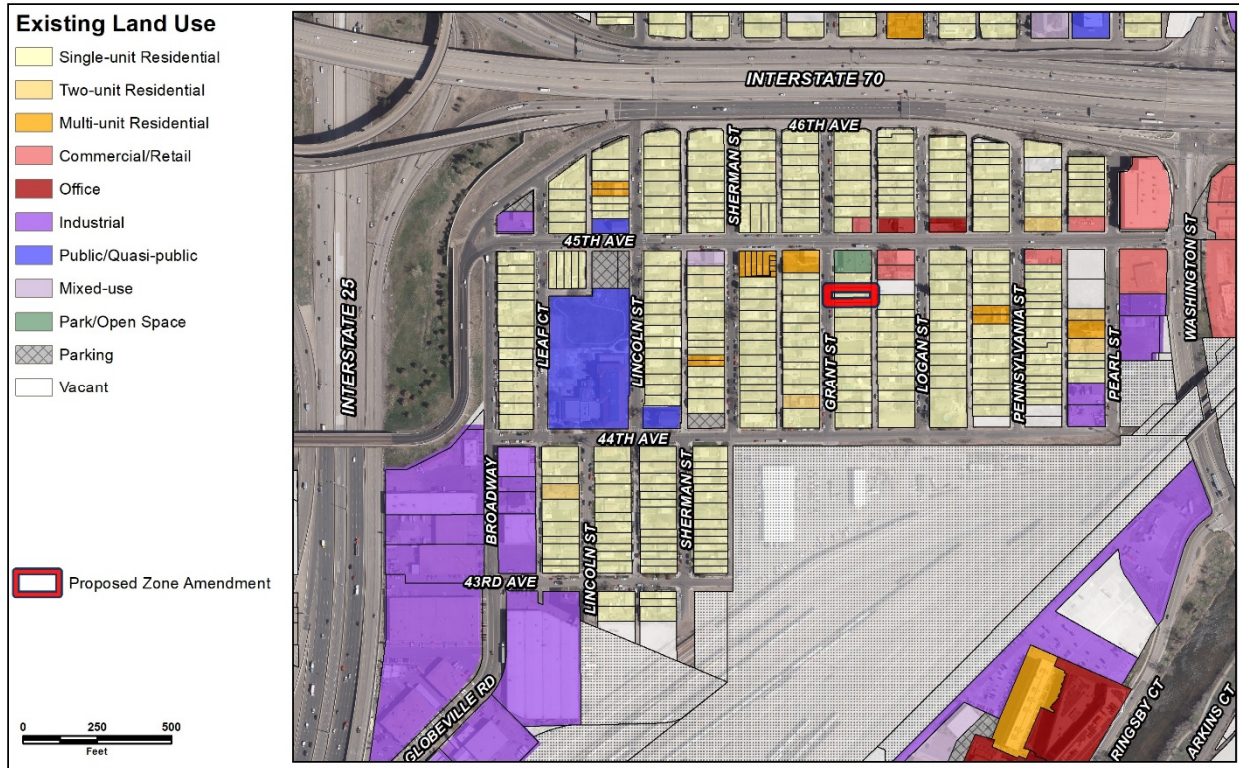 Existing Land Use
Single-unit Residential
Two-unit Residential
Multi-unit Residential
Commercial/Retail
Office
Industrial
Public/Quasi-public
Mixed-use
Park/Open Space
Parking
Vacant
Proposed Zone Amendment
0 250 500
Feet
INTERSTATE 70
46TH AVE
SHERMAN ST
45TH AVE
INTERSTATE 25
LEAF CT
LINCOLN ST
GRANT ST
LOGAN ST
PENNSYLVANIA ST
PEARL ST
WASHINGTON ST
44TH AVE
BROADWAY
SHERMAN ST
LINCOLN ST
43RD AVE
GLOBEVILLE RD
RINGSBY CT
ARKINS CT